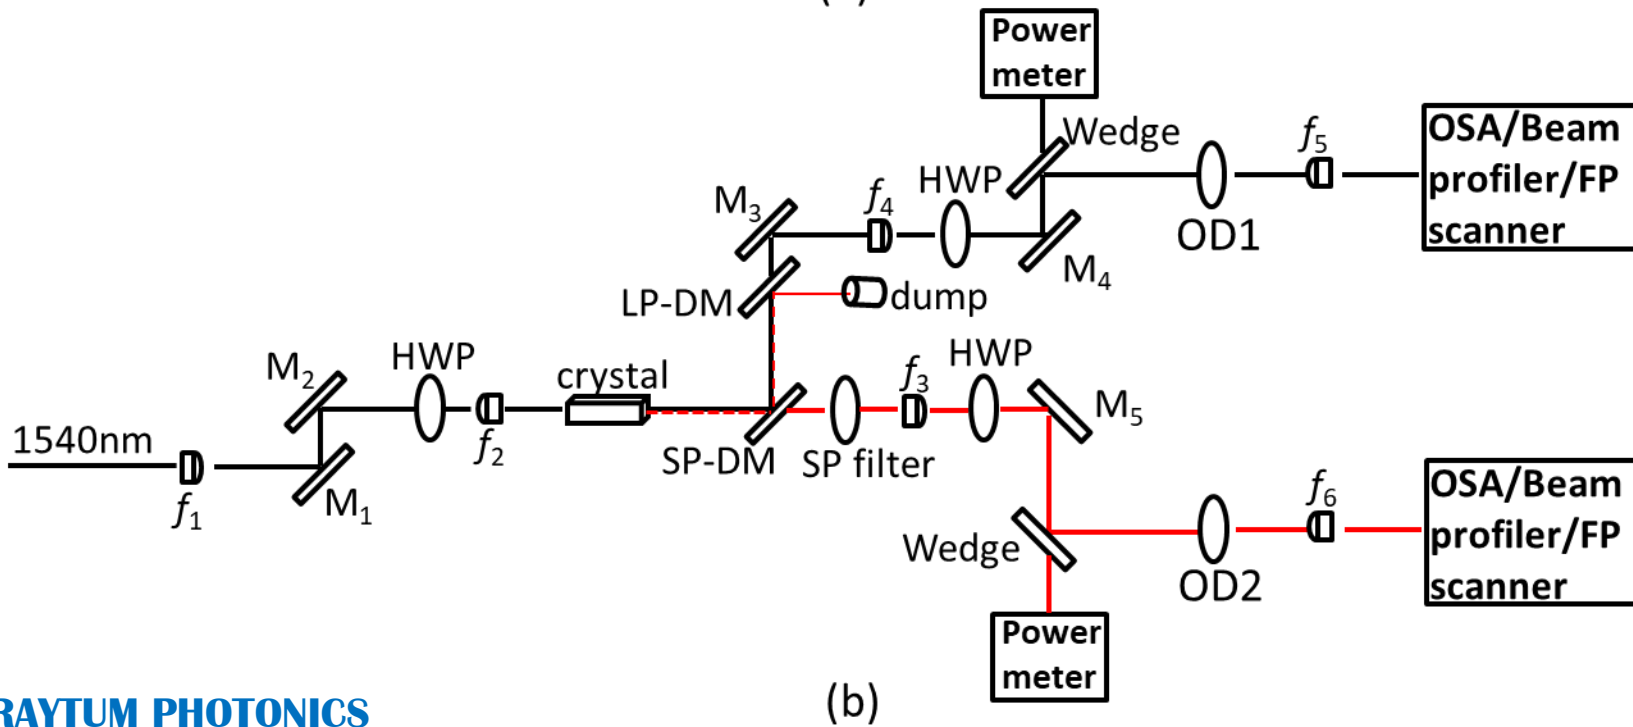 Power
meter
Wedge
f5
OSA/Beam
profiler/FP
scanner
HWP
f4
M3
OD1
M4
LP-DM
dump
HWP
M2
HWP
crystal
f3
M5
1540nm
f2
SP-DM
SP filter
f1
M1
f6
OSA/Beam
profiler/FP
scanner
Wedge
OD2
Power
meter
(b)
RAYTUM PHOTONICS